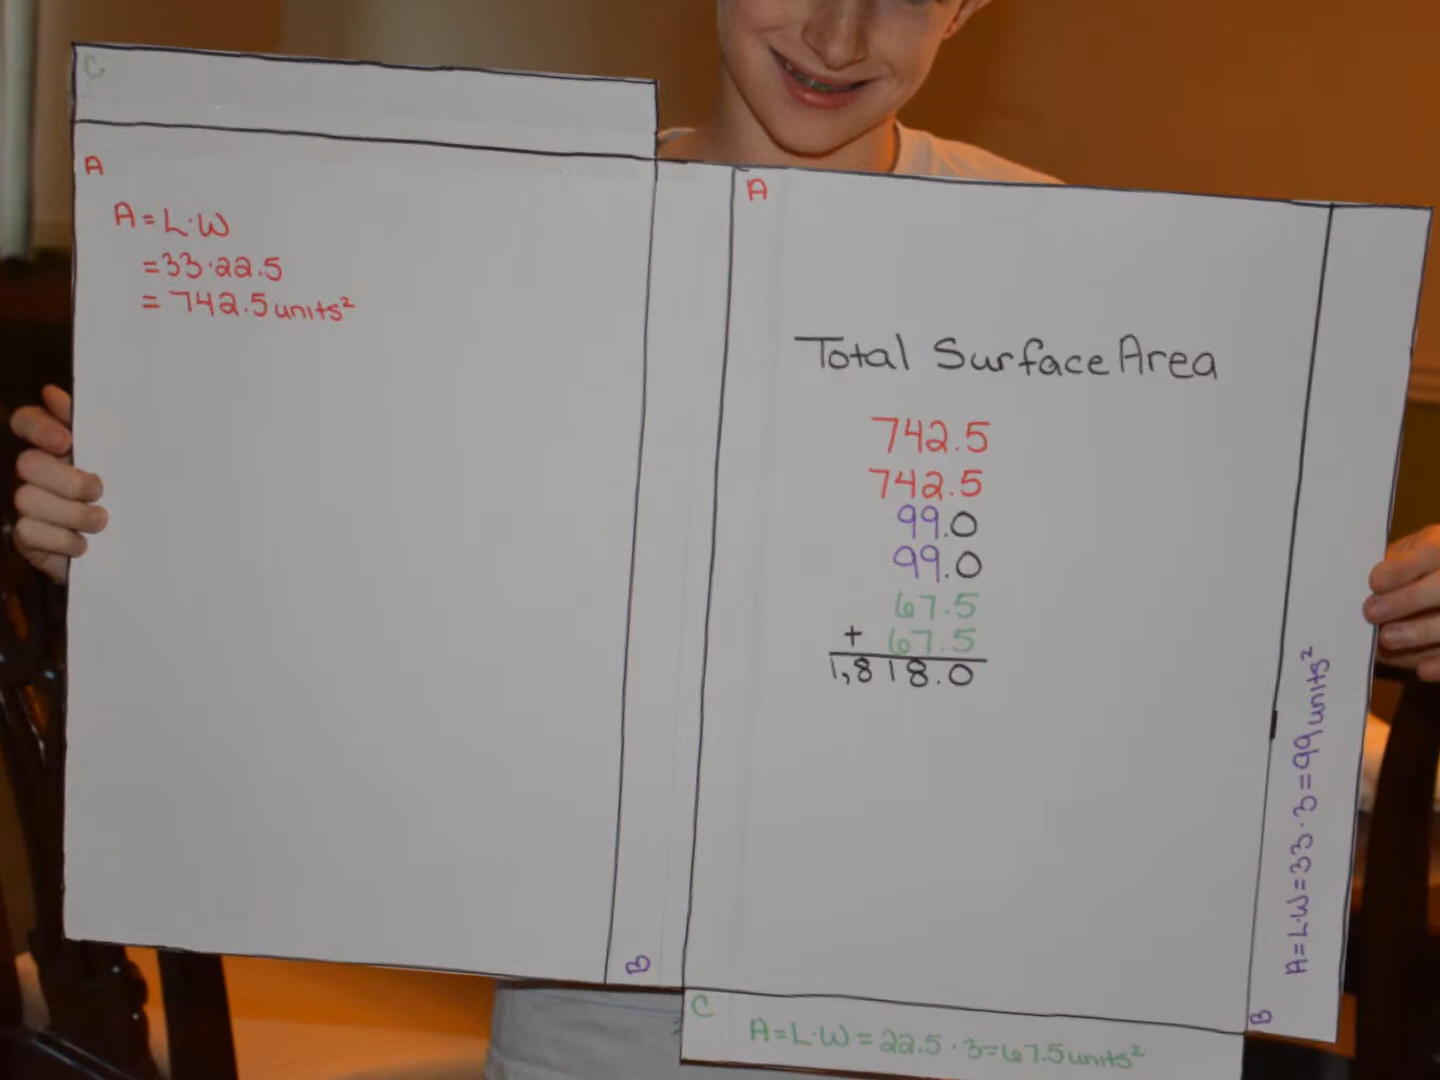 C
A
A = L·W
= 33·22.5
= 742.5 units²
B
A
Total Surface Area
742.5
742.5
99.0
99.0
67.5
+ 67.5
1,818.0
A = L·W = 33·3 = 99 units²
B
C
A = L·W = 22.5 · 3 = 67.5 units²